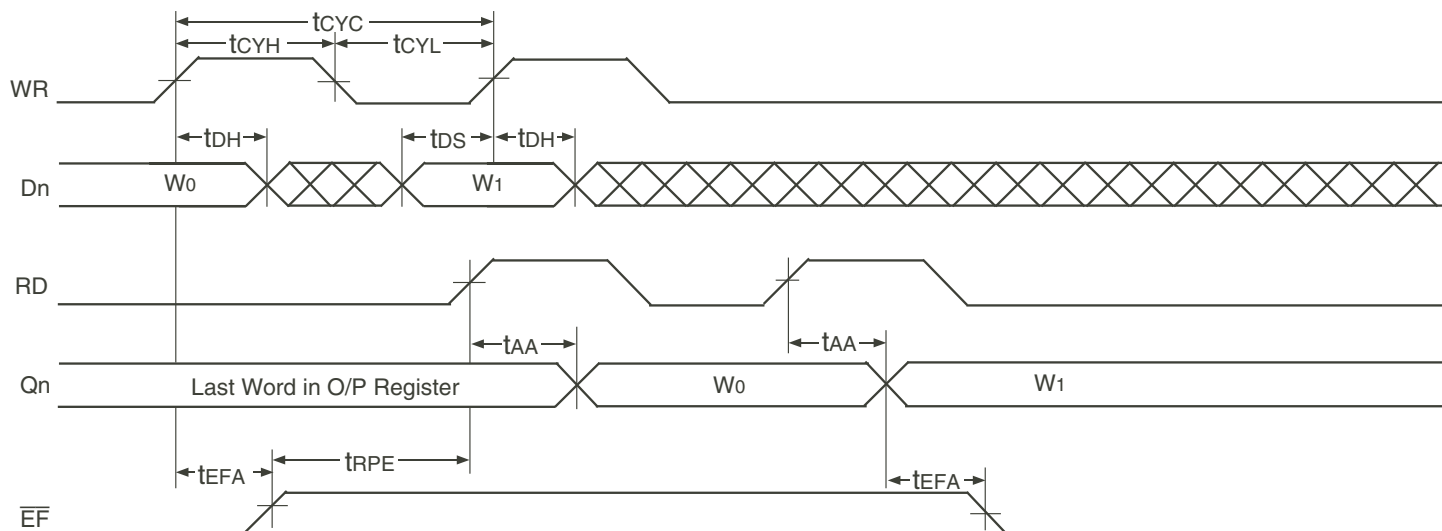 tCYC
tCYH tCYL
WR
tDH tDS tDH
Dn W0 W1
RD
tAA tAA
Qn Last Word in O/P Register W0 W1
tEFA tRPE tEFA
E̅F̅